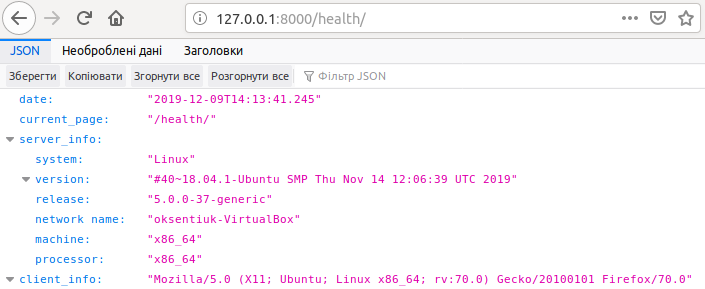 127.0.0.1:8000/health/
JSON Необроблені дані Заголовки
Зберегти Копіювати Згорнути все Розгорнути все Фільтр JSON
date: "2019-12-09T14:13:41.245"
current_page: "/health/"
server_info:
system: "Linux"
version: "#40~18.04.1-Ubuntu SMP Thu Nov 14 12:06:39 UTC 2019"
release: "5.0.0-37-generic"
network name: "oksentiuk-VirtualBox"
machine: "x86_64"
processor: "x86_64"
client_info: "Mozilla/5.0 (X11; Ubuntu; Linux x86_64; rv:70.0) Gecko/20100101 Firefox/70.0"